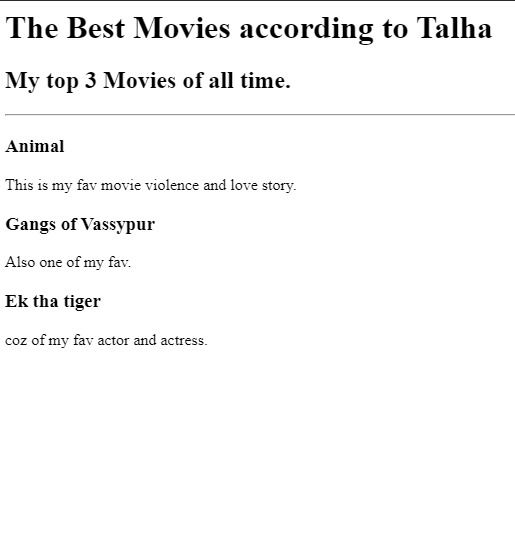 The Best Movies according to Talha
My top 3 Movies of all time.
Animal
This is my fav movie violence and love story.
Gangs of Vassypur
Also one of my fav.
Ek tha tiger
coz of my fav actor and actress.